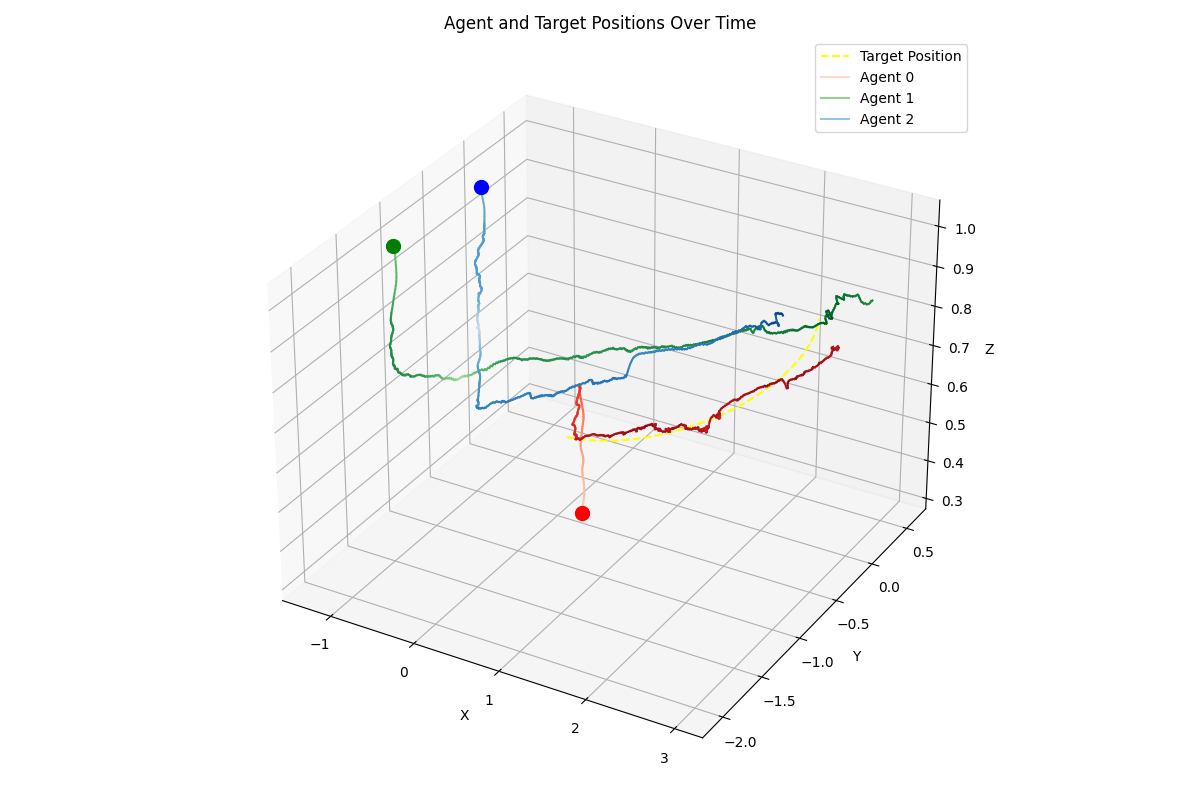 Agent and Target Positions Over Time
Target Position
Agent 0
Agent 1
Agent 2
1.0
0.9
0.8
0.7
Z
0.6
0.5
0.4
0.3
0.5
0.0
−0.5
−1.0
Y
−1.5
−2.0
−1
0
1
X
2
3